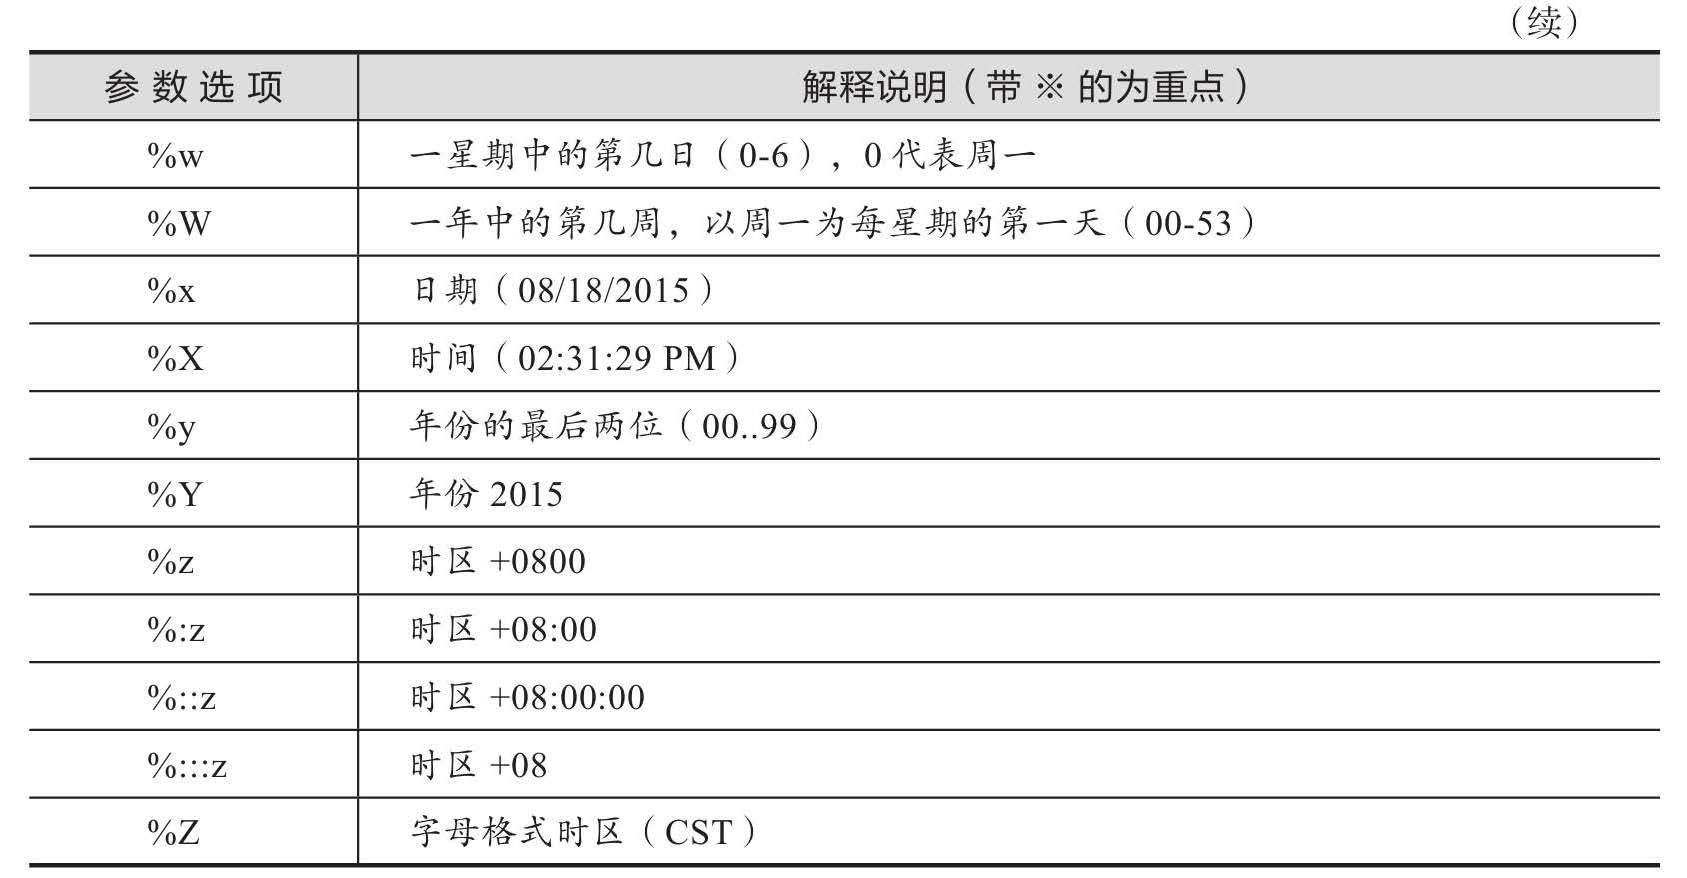 （续）
参数选项 解释说明（带※的为重点）
%w 一星期中的第几日（0-6），0代表周一
%W 一年中的第几周，以周一为每星期的第一天（00-53）
%x 日期（08/18/2015）
%X 时间（02:31:29 PM）
%y 年份的最后两位（00..99）
%Y 年份 2015
%z 时区 +0800
%:z 时区 +08:00
%::z 时区 +08:00:00
%:::z 时区 +08
%Z 字母格式时区（CST）